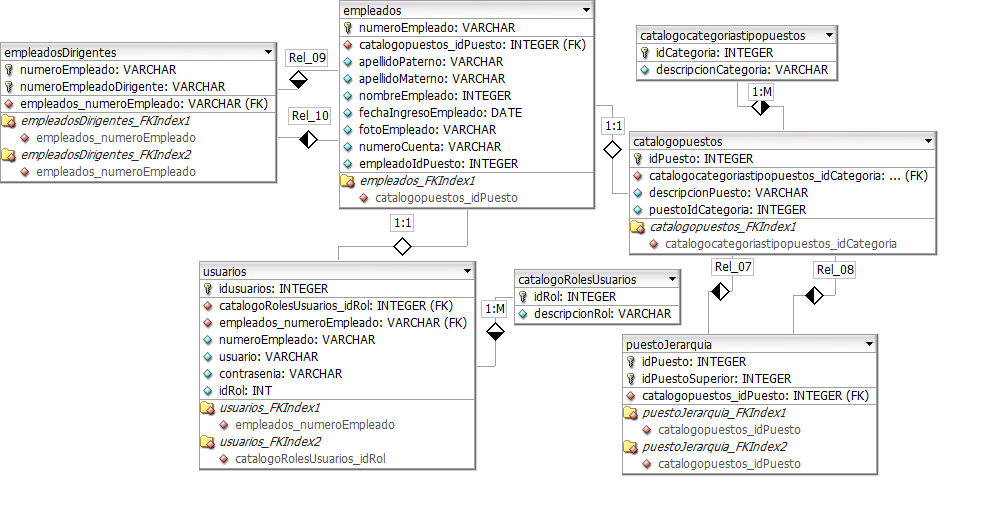 empleadosDirigentes
numeroEmpleado: VARCHAR
numeroEmpleadoDirigente: VARCHAR
empleados_numeroEmpleado: VARCHAR (FK)
empleadosDirigentes_FKIndex1
empleados_numeroEmpleado
empleadosDirigentes_FKIndex2
empleados_numeroEmpleado
Rel_09
Rel_10
empleados
numeroEmpleado: VARCHAR
catalogopuestos_idPuesto: INTEGER (FK)
apellidoPaterno: VARCHAR
apellidoMaterno: VARCHAR
nombreEmpleado: INTEGER
fechaIngresoEmpleado: DATE
fotoEmpleado: VARCHAR
numeroCuenta: VARCHAR
empleadoIdPuesto: INTEGER
empleados_FKIndex1
catalogopuestos_idPuesto
1:1
catalogocategoriastipopuestos
idCategoria: INTEGER
descripcionCategoria: VARCHAR
1:M
catalogopuestos
idPuesto: INTEGER
catalogocategoriastipopuestos_idCategoria: ... (FK)
descripcionPuesto: VARCHAR
puestoIdCategoria: INTEGER
catalogopuestos_FKIndex1
catalogocategoriastipopuestos_idCategoria
1:1
usuarios
idusuarios: INTEGER
catalogoRolesUsuarios_idRol: INTEGER (FK)
empleados_numeroEmpleado: VARCHAR (FK)
numeroEmpleado: VARCHAR
usuario: VARCHAR
contrasenia: VARCHAR
idRol: INT
usuarios_FKIndex1
empleados_numeroEmpleado
usuarios_FKIndex2
catalogoRolesUsuarios_idRol
1:M
catalogoRolesUsuarios
idRol: INTEGER
descripcionRol: VARCHAR
Rel_07
Rel_08
puestoJerarquia
idPuesto: INTEGER
idPuestoSuperior: INTEGER
catalogopuestos_idPuesto: INTEGER (FK)
puestoJerarquia_FKIndex1
catalogopuestos_idPuesto
puestoJerarquia_FKIndex2
catalogopuestos_idPuesto